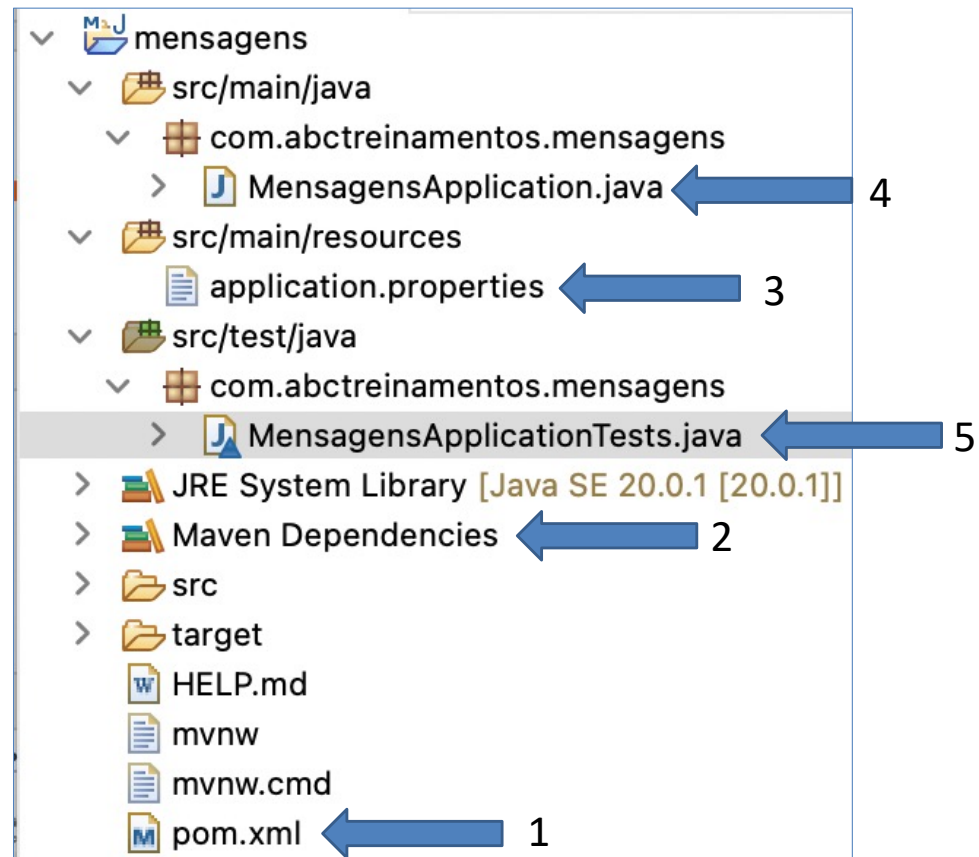 mensagens
src/main/java
com.abctreinamentos.mensagens
MensagensApplication.java 4
src/main/resources
application.properties 3
src/test/java
com.abctreinamentos.mensagens
MensagensApplicationTests.java 5
JRE System Library [Java SE 20.0.1 [20.0.1]]
Maven Dependencies 2
src
target
HELP.md
mvnw
mvnw.cmd
pom.xml 1